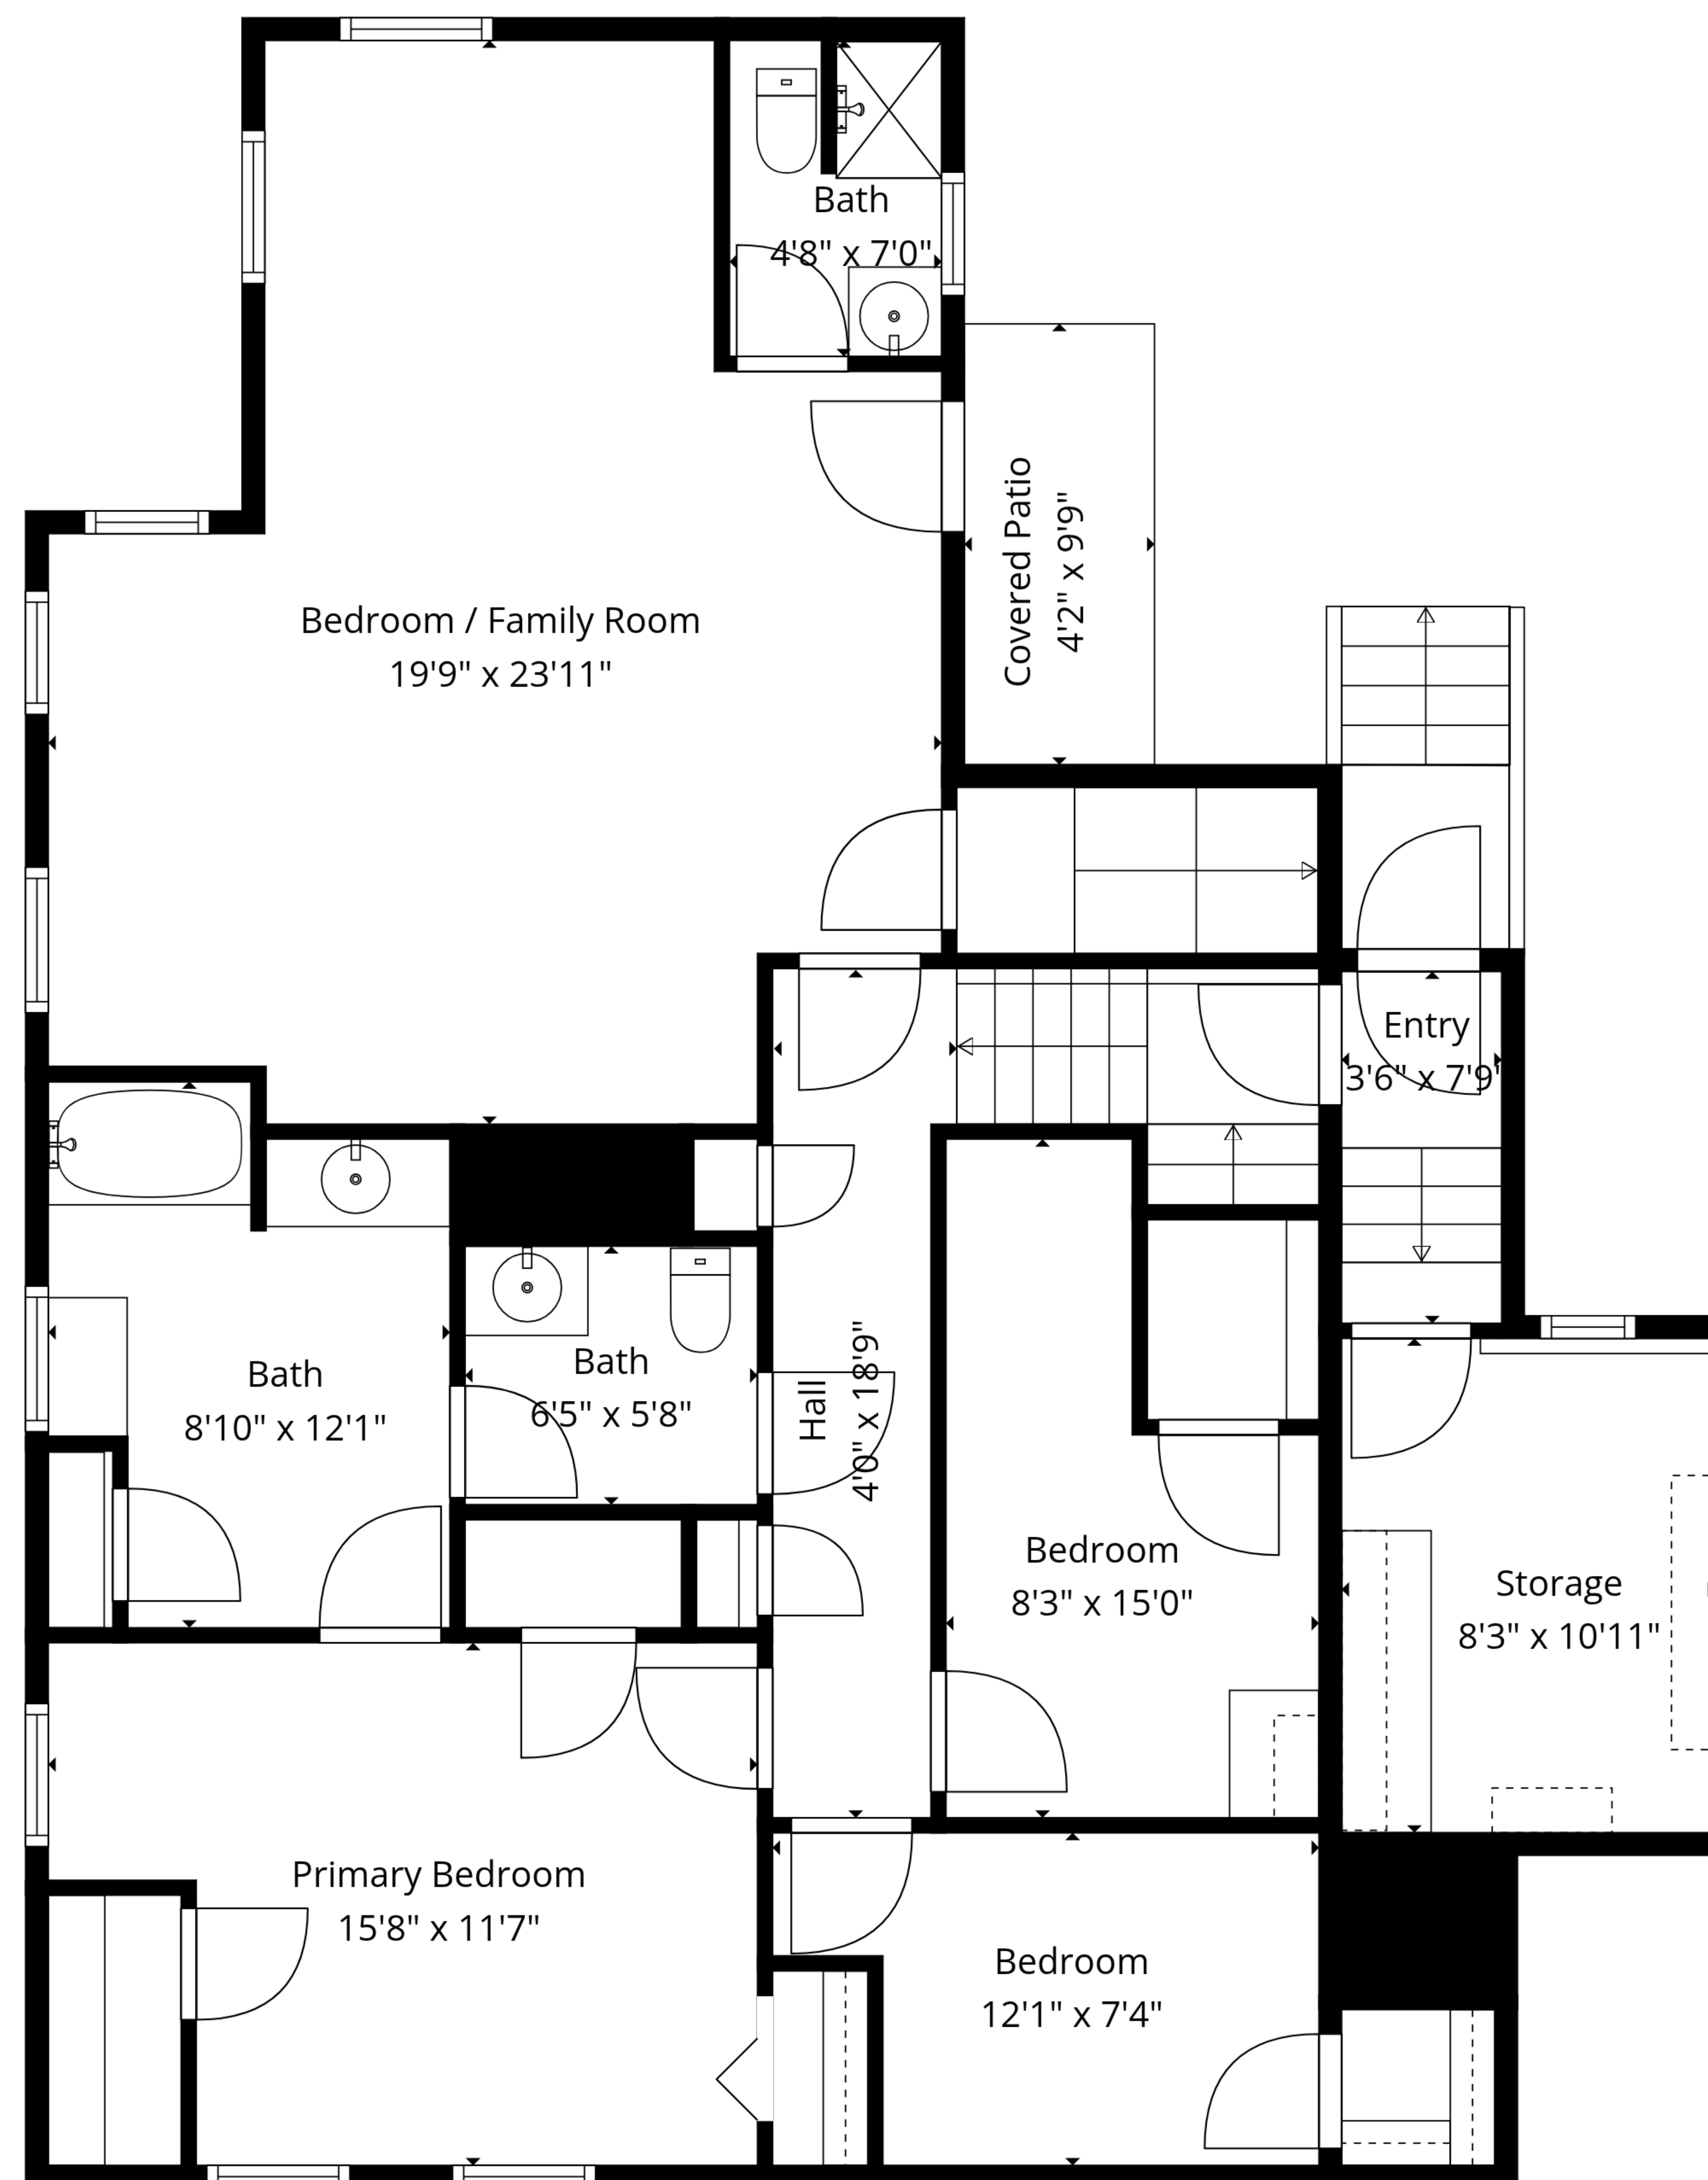 Bath
4'8" x 7'0"
Covered Patio
4'2" x 9'9"
Bedroom / Family Room
19'9" x 23'11"
Entry
3'6" x 7'9"
Bath
8'10" x 12'1"
Bath
6'5" x 5'8"
Hall
4'0" x 18'9"
Bedroom
8'3" x 15'0"
Storage
8'3" x 10'11"
Primary Bedroom
15'8" x 11'7"
Bedroom
12'1" x 7'4"